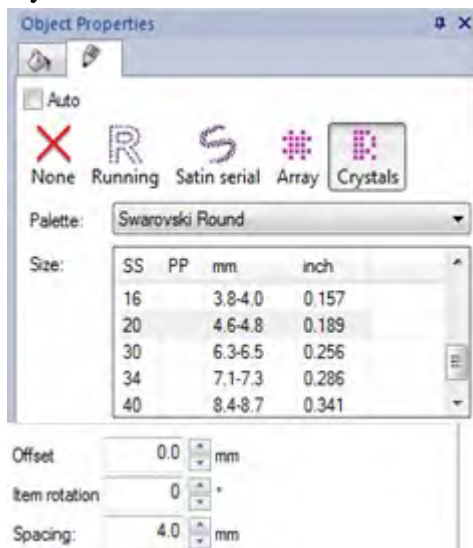 Object Properties
Auto
None Running Satin serial Array Crystals
Palette: Swarovski Round
Size: SS PP mm inch
16 3.8-4.0 0.157
20 4.6-4.8 0.189
30 6.3-6.5 0.256
34 7.1-7.3 0.286
40 8.4-8.7 0.341
Offset 0.0 mm
Item rotation 0 °
Spacing: 4.0 mm